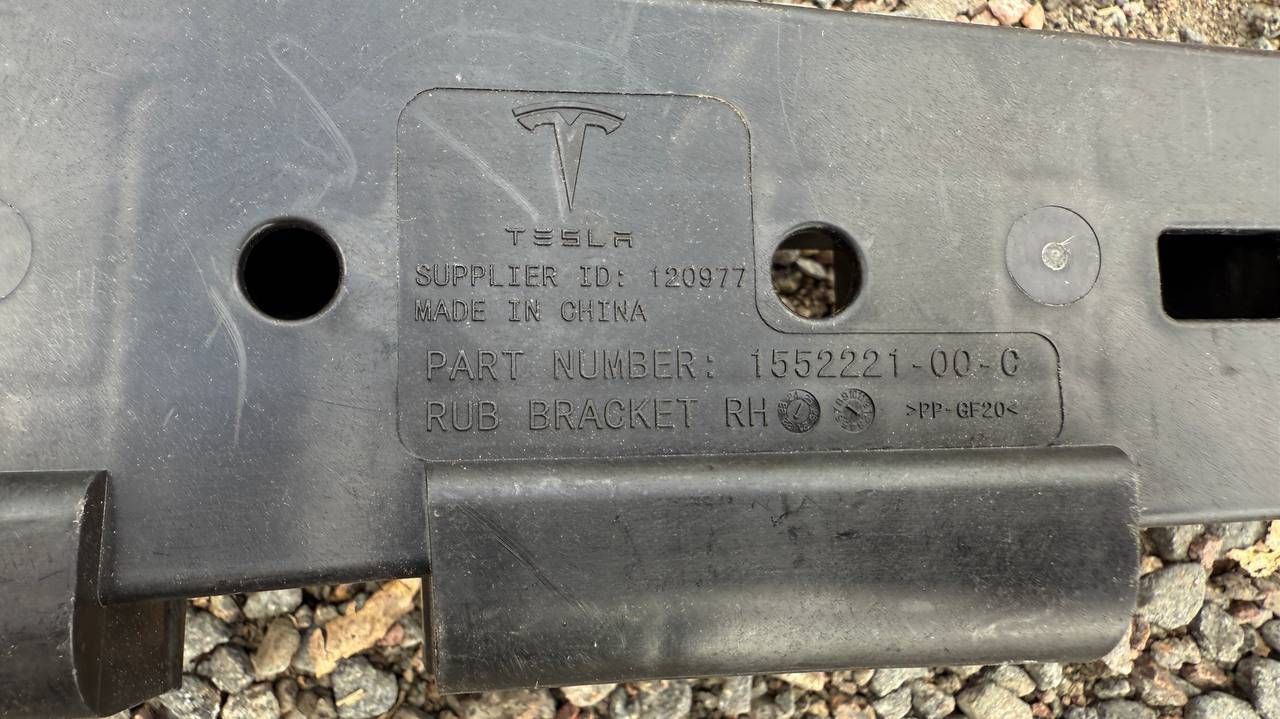 TESLA
SUPPLIER ID: 120977
MADE IN CHINA
PART NUMBER: 1552221-00-C
RUB BRACKET RH >PP-GF20<